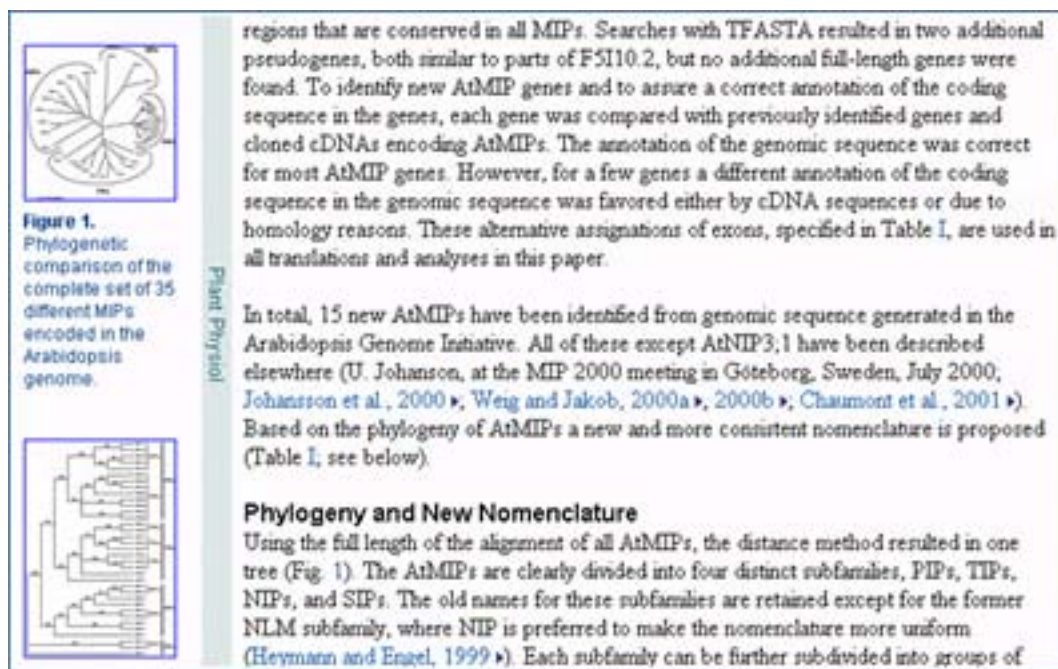 regions that are conserved in all MIPs. Searches with TFASTA resulted in two additional
pseudogenes, both similar to parts of F5I10.2, but no additional full-length genes were
found. To identify new AtMIP genes and to assure a correct annotation of the coding
sequence in the genes, each gene was compared with previously identified genes and
cloned cDNAs encoding AtMIPs. The annotation of the genomic sequence was correct
for most AtMIP genes. However, for a few genes a different annotation of the coding
sequence in the genomic sequence was favored either by cDNA sequences or due to
homology reasons. These alternative assignations of exons, specified in Table I, are used in
all translations and analyses in this paper.
In total, 15 new AtMIPs have been identified from genomic sequence generated in the
Arabidopsis Genome Initiative. All of these except AtNIP3;1 have been described
elsewhere (U. Johanson, at the MIP 2000 meeting in Göteborg, Sweden, July 2000;
Johansson et al., 2000 ▸; Weig and Jakob, 2000a ▸, 2000b ▸; Chaumont et al., 2001 ▸).
Based on the phylogeny of AtMIPs a new and more consistent nomenclature is proposed
(Table I; see below).
Phylogeny and New Nomenclature
Using the full length of the alignment of all AtMIPs, the distance method resulted in one
tree (Fig. 1). The AtMIPs are clearly divided into four distinct subfamilies, PIPs, TIPs,
NIPs, and SIPs. The old names for these subfamilies are retained except for the former
NLM subfamily, where NIP is preferred to make the nomenclature more uniform
(Heymann and Engel, 1999 ▸). Each subfamily can be further subdivided into groups of
Figure 1.
Phylogenetic
comparison of the
complete set of 35
different MIPs
encoded in the
Arabidopsis
genome.
Plant Physiol